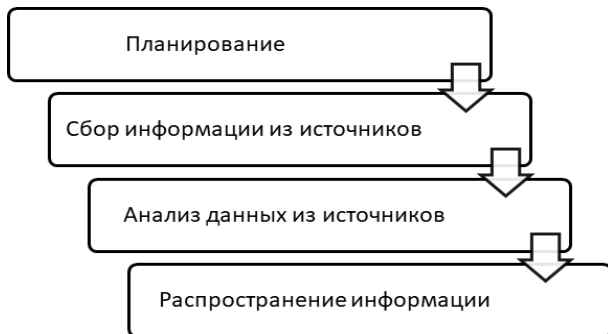 Планирование
Сбор информации из источников
Анализ данных из источников
Распространение информации